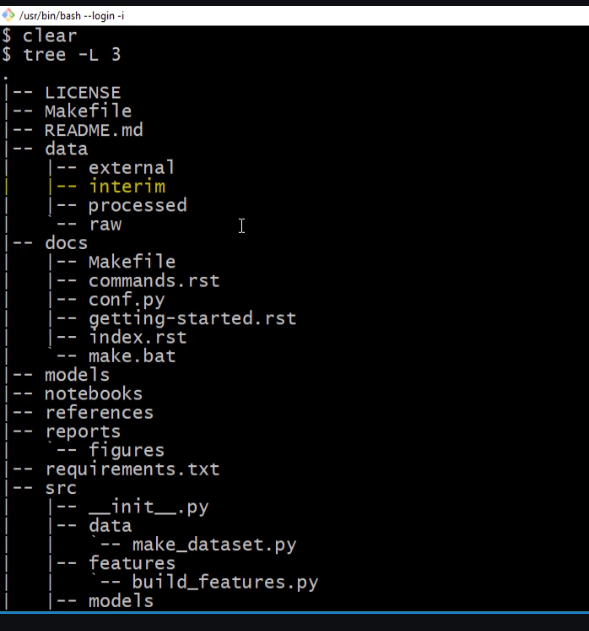 /usr/bin/bash --login -i
$ clear
$ tree -L 3
.
|-- LICENSE
|-- Makefile
|-- README.md
|-- data
|   |-- external
|   |-- interim
|   |-- processed
|   `-- raw
|-- docs
|   |-- Makefile
|   |-- commands.rst
|   |-- conf.py
|   |-- getting-started.rst
|   |-- index.rst
|   `-- make.bat
|-- models
|-- notebooks
|-- references
|-- reports
|   `-- figures
|-- requirements.txt
|-- src
|   |-- __init__.py
|   |-- data
|   |   `-- make_dataset.py
|   |-- features
|   |   `-- build_features.py
|   |-- models